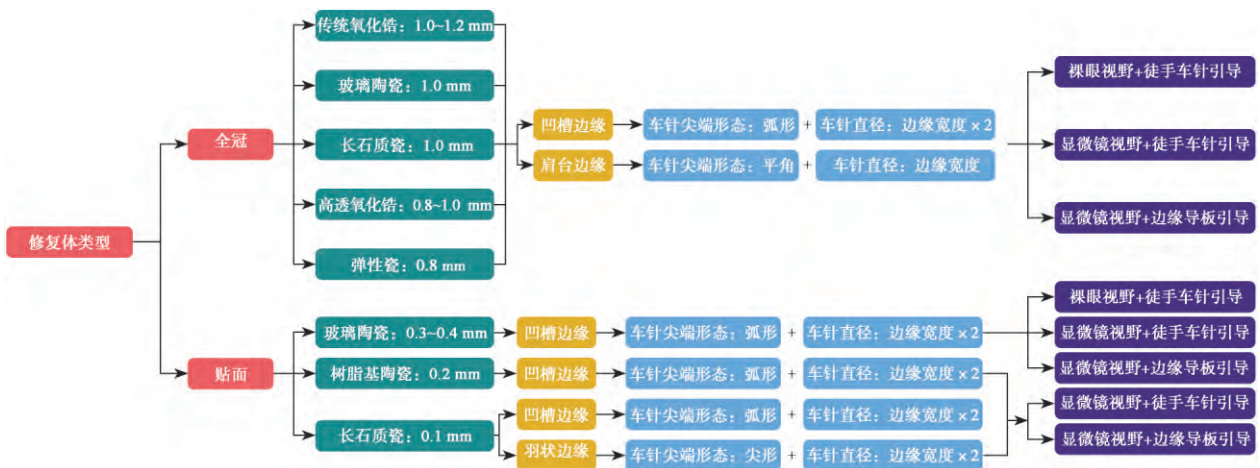 修复体类型
全冠
传统氧化锆：1.0~1.2 mm
玻璃陶瓷：1.0 mm
长石质瓷：1.0 mm
高透氧化锆：0.8~1.0 mm
弹性瓷：0.8 mm
凹槽边缘
车针尖端形态：弧形 + 车针直径：边缘宽度×2
肩台边缘
车针尖端形态：平角 + 车针直径：边缘宽度
裸眼视野+徒手车针引导
显微镜视野+徒手车针引导
显微镜视野+边缘导板引导
贴面
玻璃陶瓷：0.3~0.4 mm
凹槽边缘
车针尖端形态：弧形 + 车针直径：边缘宽度×2
裸眼视野+徒手车针引导
显微镜视野+徒手车针引导
显微镜视野+边缘导板引导
树脂基陶瓷：0.2 mm
凹槽边缘
车针尖端形态：弧形 + 车针直径：边缘宽度×2
长石质瓷：0.1 mm
凹槽边缘
车针尖端形态：弧形 + 车针直径：边缘宽度×2
羽状边缘
车针尖端形态：尖形 + 车针直径：边缘宽度×2
显微镜视野+徒手车针引导
显微镜视野+边缘导板引导